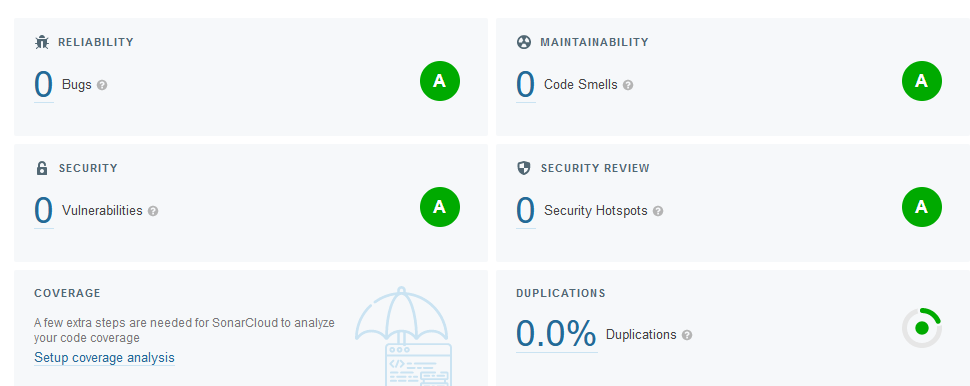 RELIABILITY
0 Bugs ?
A
MAINTAINABILITY
0 Code Smells ?
A
SECURITY
0 Vulnerabilities ?
A
SECURITY REVIEW
0 Security Hotspots ?
A
COVERAGE
A few extra steps are needed for SonarCloud to analyze
your code coverage
Setup coverage analysis
DUPLICATIONS
0.0% Duplications ?